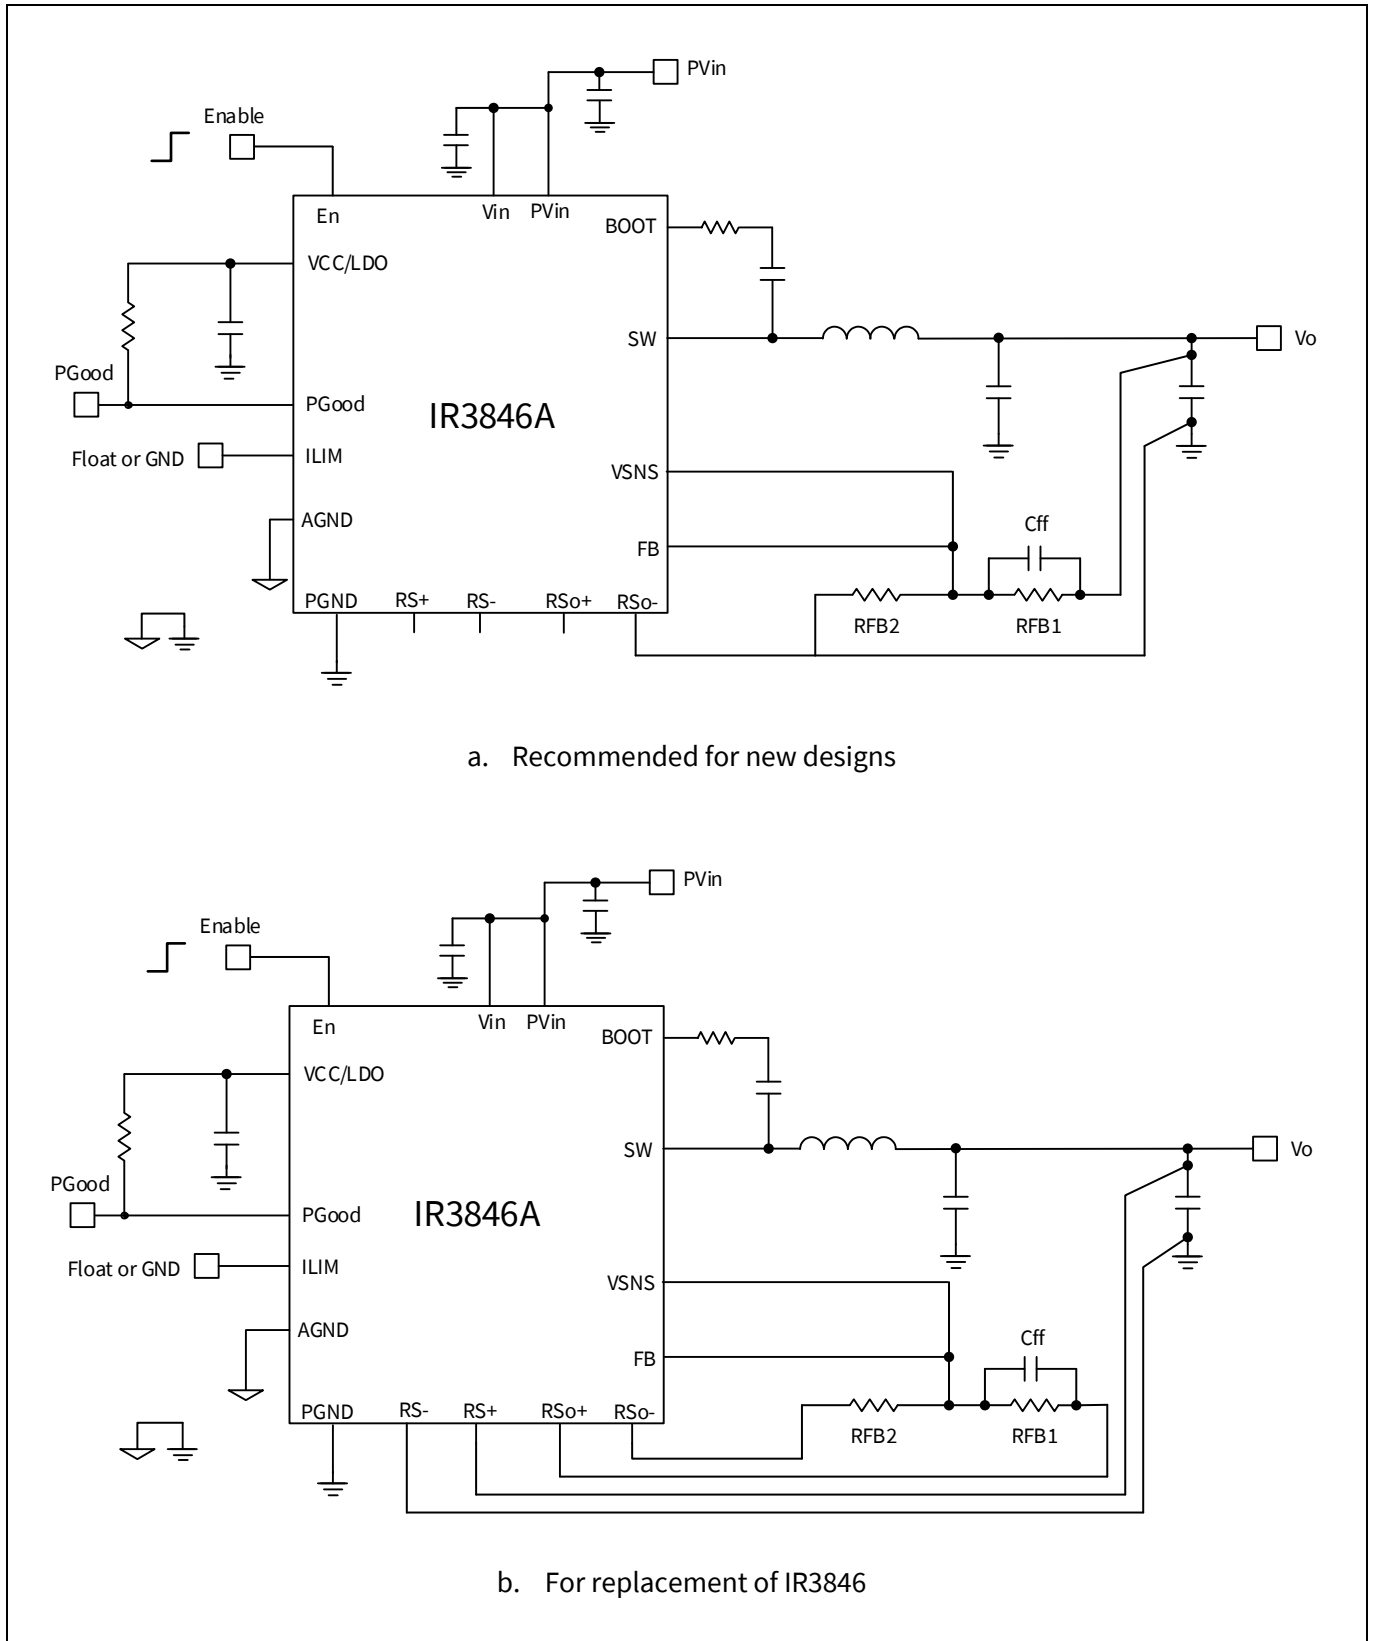 PVin
Enable
En
Vin
PVin
BOOT
VCC/LDO
SW
Vo
PGood
PGood
IR3846A
Float or GND
ILIM
VSNS
AGND
Cff
FB
PGND
RS+
RS-
RSo+
RSo-
RFB2
RFB1
a. Recommended for new designs
PVin
Enable
En
Vin
PVin
BOOT
VCC/LDO
SW
Vo
PGood
PGood
IR3846A
Float or GND
ILIM
VSNS
AGND
Cff
FB
PGND
RS-
RS+
RSo+
RSo-
RFB2
RFB1
b. For replacement of IR3846